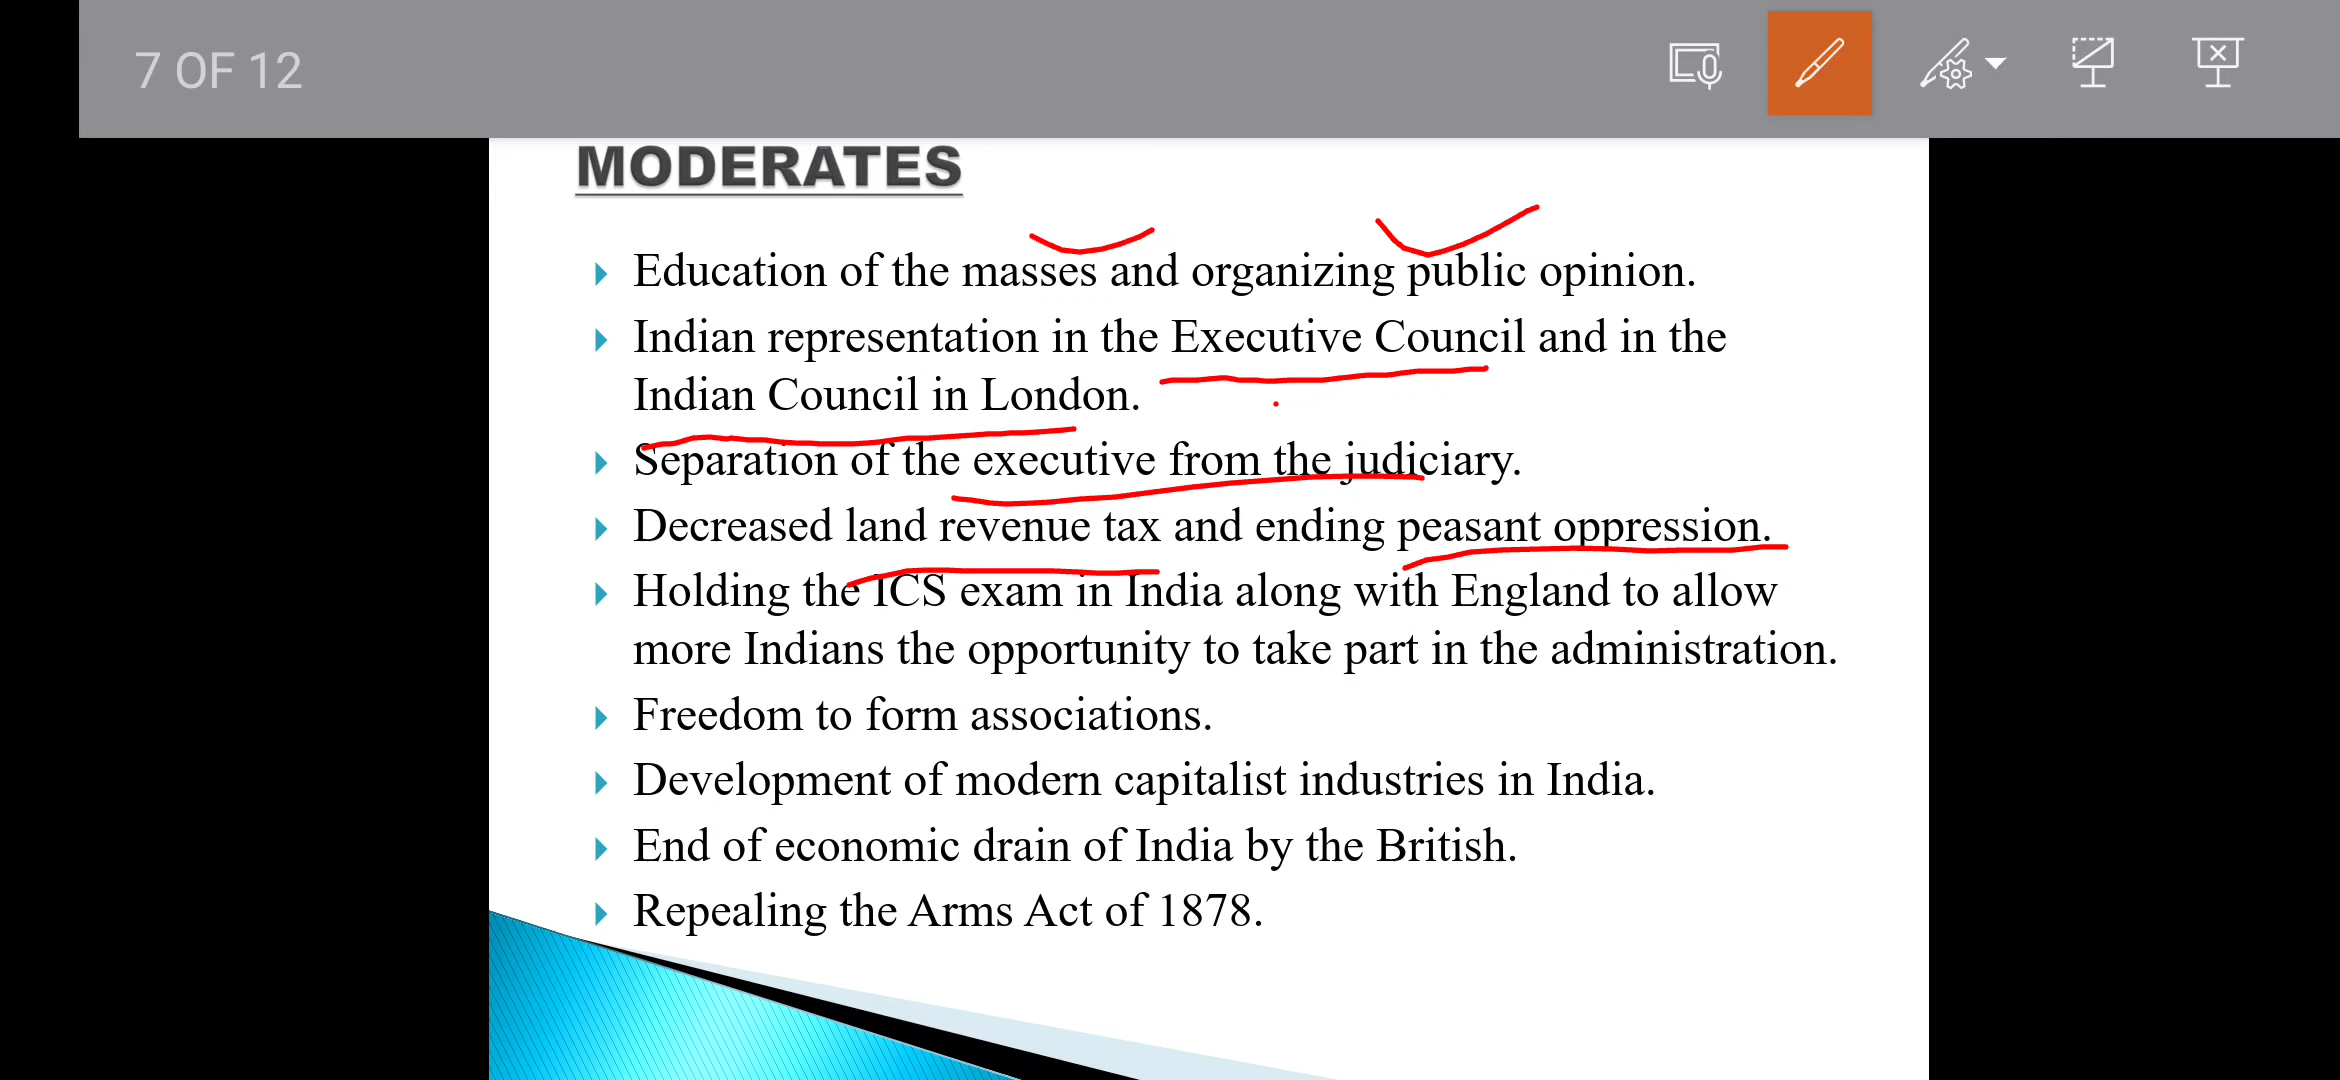 7 OF 12
MODERATES
Education of the masses and organizing public opinion.
Indian representation in the Executive Council and in the
Indian Council in London.
Separation of the executive from the judiciary.
Decreased land revenue tax and ending peasant oppression.
Holding the ICS exam in India along with England to allow
more Indians the opportunity to take part in the administration.
Freedom to form associations.
Development of modern capitalist industries in India.
End of economic drain of India by the British.
Repealing the Arms Act of 1878.